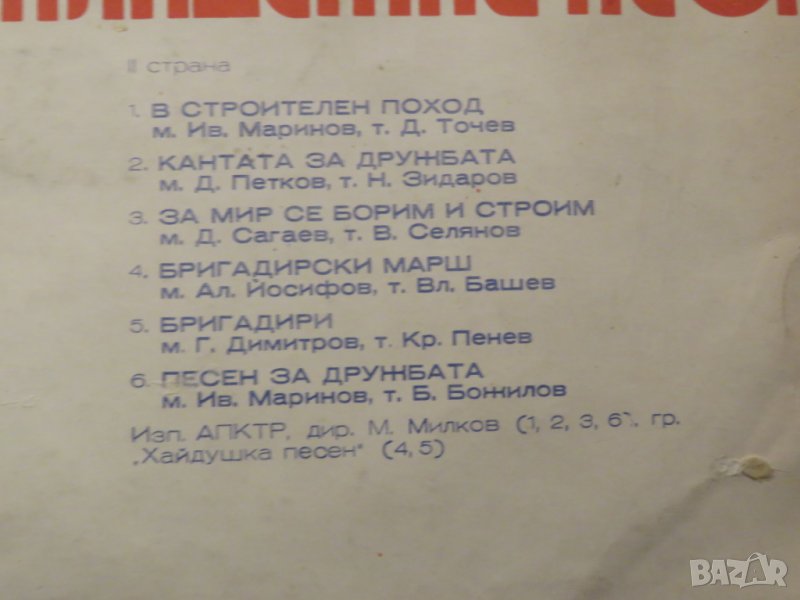 II страна
1. В СТРОИТЕЛЕН ПОХОД
м. Ив. Маринов, т. Д. Точев
2. КАНТАТА ЗА ДРУЖБАТА
м. Д. Петков, т. Н. Зидаров
3. ЗА МИР СЕ БОРИМ И СТРОИМ
м. Д. Сагаев, т. В. Селянов
4. БРИГАДИРСКИ МАРШ
м. Ал. Йосифов, т. Вл. Башев
5. БРИГАДИРИ
м. Г. Димитров, т. Кр. Пенев
6. ПЕСЕН ЗА ДРУЖБАТА
м. Ив. Маринов, т. Б. Божилов
Изп. АПКТР, дир. М. Милков (1, 2, 3, 6), гр.
„Хайдушка песен" (4, 5)
BAZAR